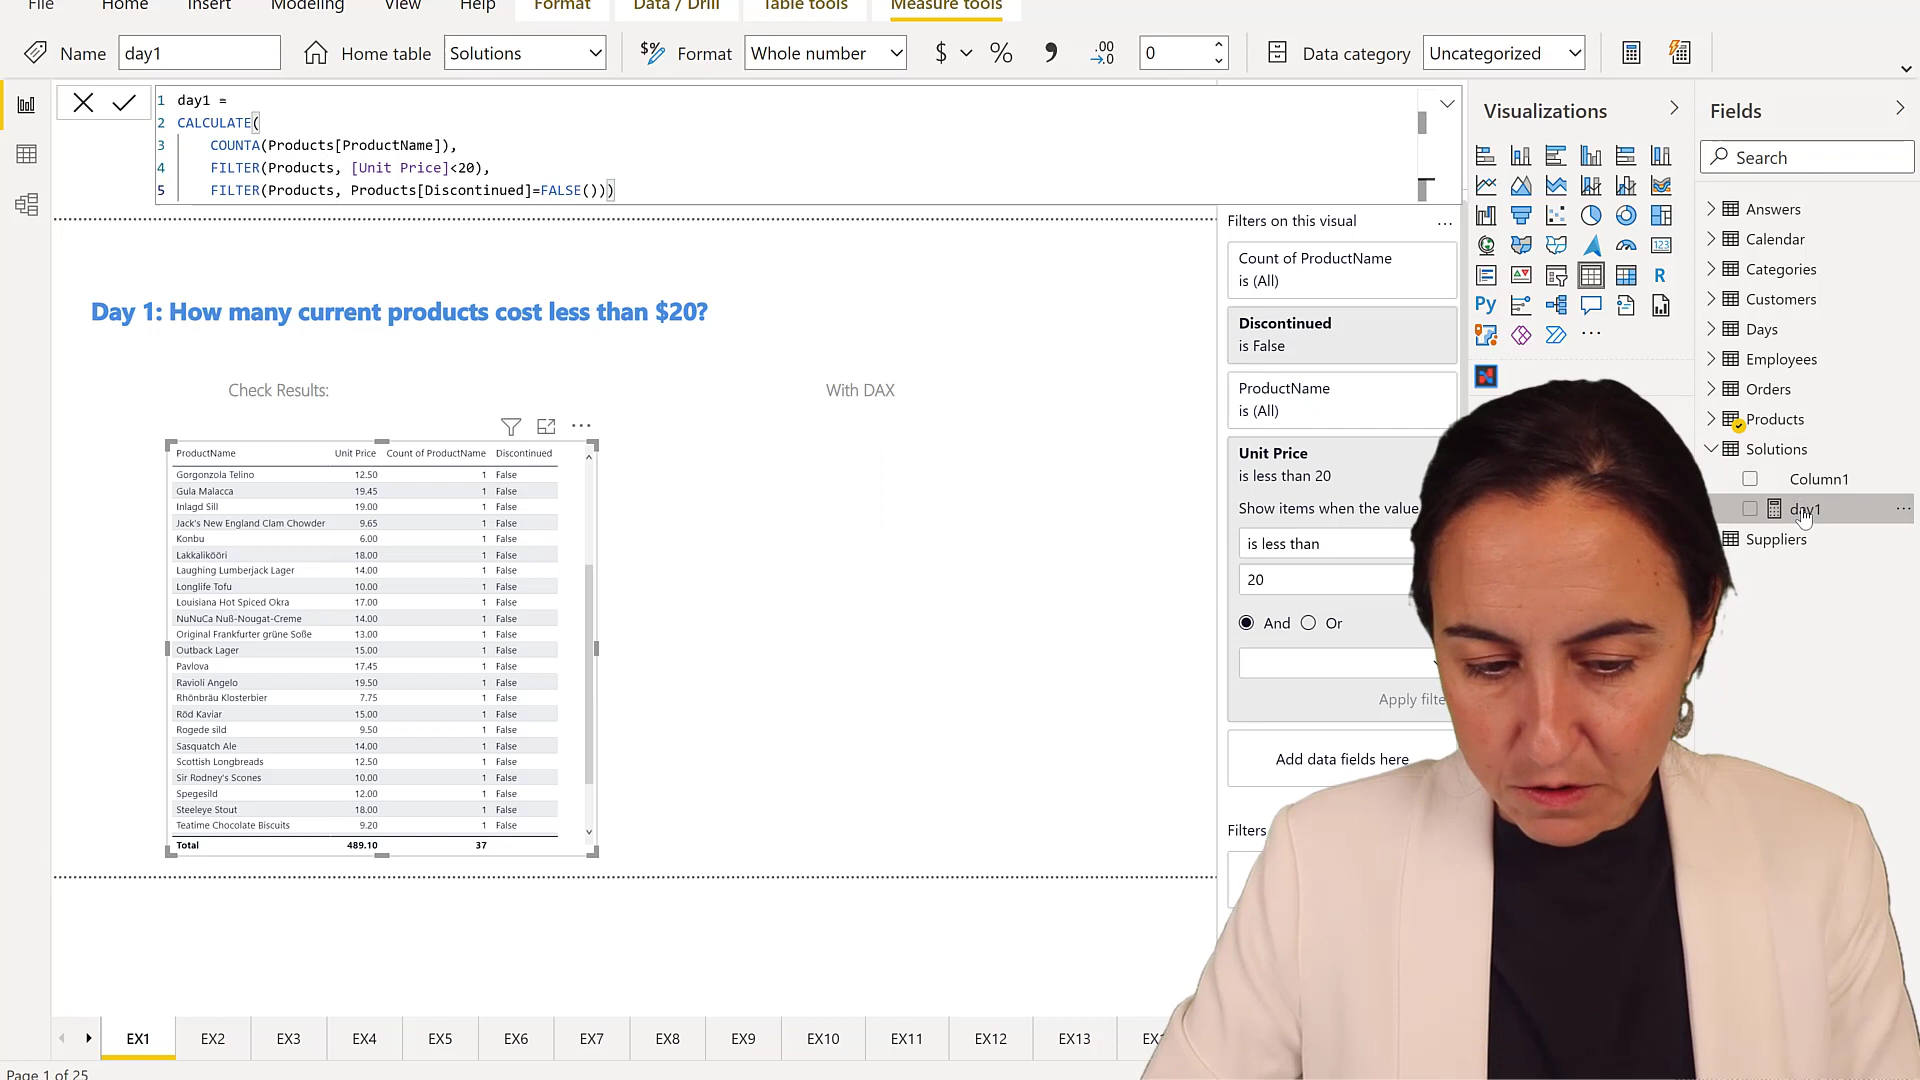 File Home Insert Modeling View Help Format Data / Drill Table tools Measure tools
Name day1 Home table Solutions Format Whole number $ % 9 .00 0 Data category Uncategorized
1 day1 =
2 CALCULATE(
3 COUNTA(Products[ProductName]),
4 FILTER(Products, [Unit Price]<20),
5 FILTER(Products, Products[Discontinued]=FALSE()))
Visualizations
Fields
Search
Filters on this visual
Count of ProductName
is (All)
Discontinued
is False
ProductName
is (All)
Unit Price
is less than 20
Show items when the value
is less than
20
And Or
Apply filte
Add data fields here
Filters
123
R
Py
Answers
Calendar
Categories
Customers
Days
Employees
Orders
Products
Solutions
Column1
day1
Suppliers
Day 1: How many current products cost less than $20?
Check Results:
With DAX
ProductName Unit Price Count of ProductName Discontinued
Gorgonzola Telino 12.50 1 False
Gula Malacca 19.45 1 False
Inlagd Sill 19.00 1 False
Jack's New England Clam Chowder 9.65 1 False
Konbu 6.00 1 False
Lakkalikööri 18.00 1 False
Laughing Lumberjack Lager 14.00 1 False
Longlife Tofu 10.00 1 False
Louisiana Hot Spiced Okra 17.00 1 False
NuNuCa Nuß-Nougat-Creme 14.00 1 False
Original Frankfurter grüne Soße 13.00 1 False
Outback Lager 15.00 1 False
Pavlova 17.45 1 False
Ravioli Angelo 19.50 1 False
Rhönbräu Klosterbier 7.75 1 False
Röd Kaviar 15.00 1 False
Rogede sild 9.50 1 False
Sasquatch Ale 14.00 1 False
Scottish Longbreads 12.50 1 False
Sir Rodney's Scones 10.00 1 False
Spegesild 12.00 1 False
Steeleye Stout 18.00 1 False
Teatime Chocolate Biscuits 9.20 1 False
Total 489.10 37
EX1 EX2 EX3 EX4 EX5 EX6 EX7 EX8 EX9 EX10 EX11 EX12 EX13
Page 1 of 25